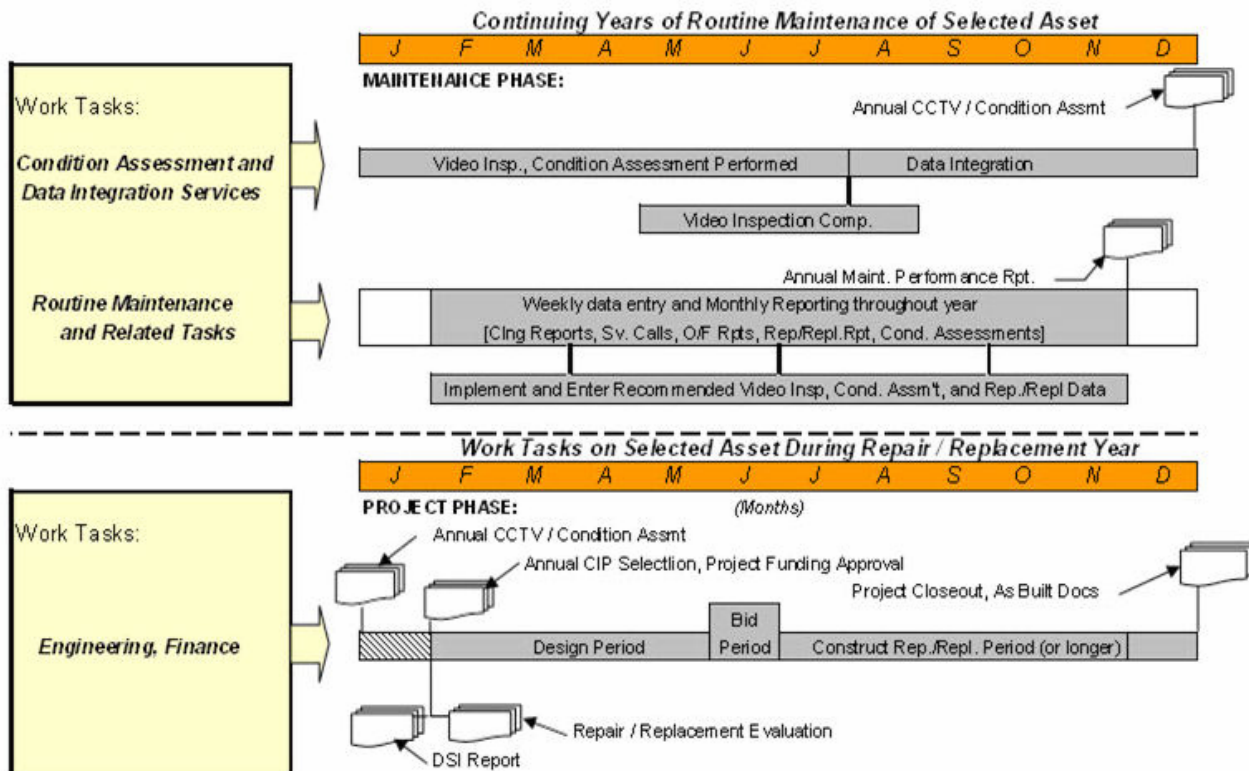 Continuing Years of Routine Maintenance of Selected Asset
J F M A M J J A S O N D
MAINTENANCE PHASE:
Annual CCTV / Condition Assmt
Work Tasks:
Condition Assessment and
Data Integration Services
Video Insp., Condition Assessment Performed
Data Integration
Video Inspection Comp.
Annual Maint. Performance Rpt.
Routine Maintenance
and Related Tasks
Weekly data entry and Monthly Reporting throughout year
[Clng Reports, Sv. Calls, O/F Rpts, Rep/Repl.Rpt, Cond. Assessments]
Implement and Enter Recommended Video Insp, Cond. Assm't, and Rep./Repl Data
Work Tasks on Selected Asset During Repair / Replacement Year
J F M A M J J A S O N D
PROJECT PHASE:
(Months)
Work Tasks:
Annual CCTV / Condition Assmt
Annual CIP Selectlion, Project Funding Approval
Project Closeout, As Built Docs
Engineering, Finance
Design Period
Bid
Period
Construct Rep./Repl. Period (or longer)
Repair / Replacement Evaluation
DSI Report